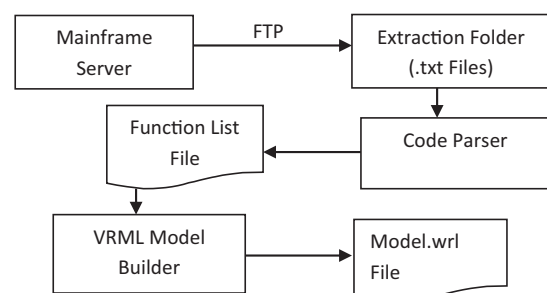 Mainframe
Server
FTP
Extraction Folder
(.txt Files)
Function List
File
Code Parser
VRML Model
Builder
Model.wrl
File